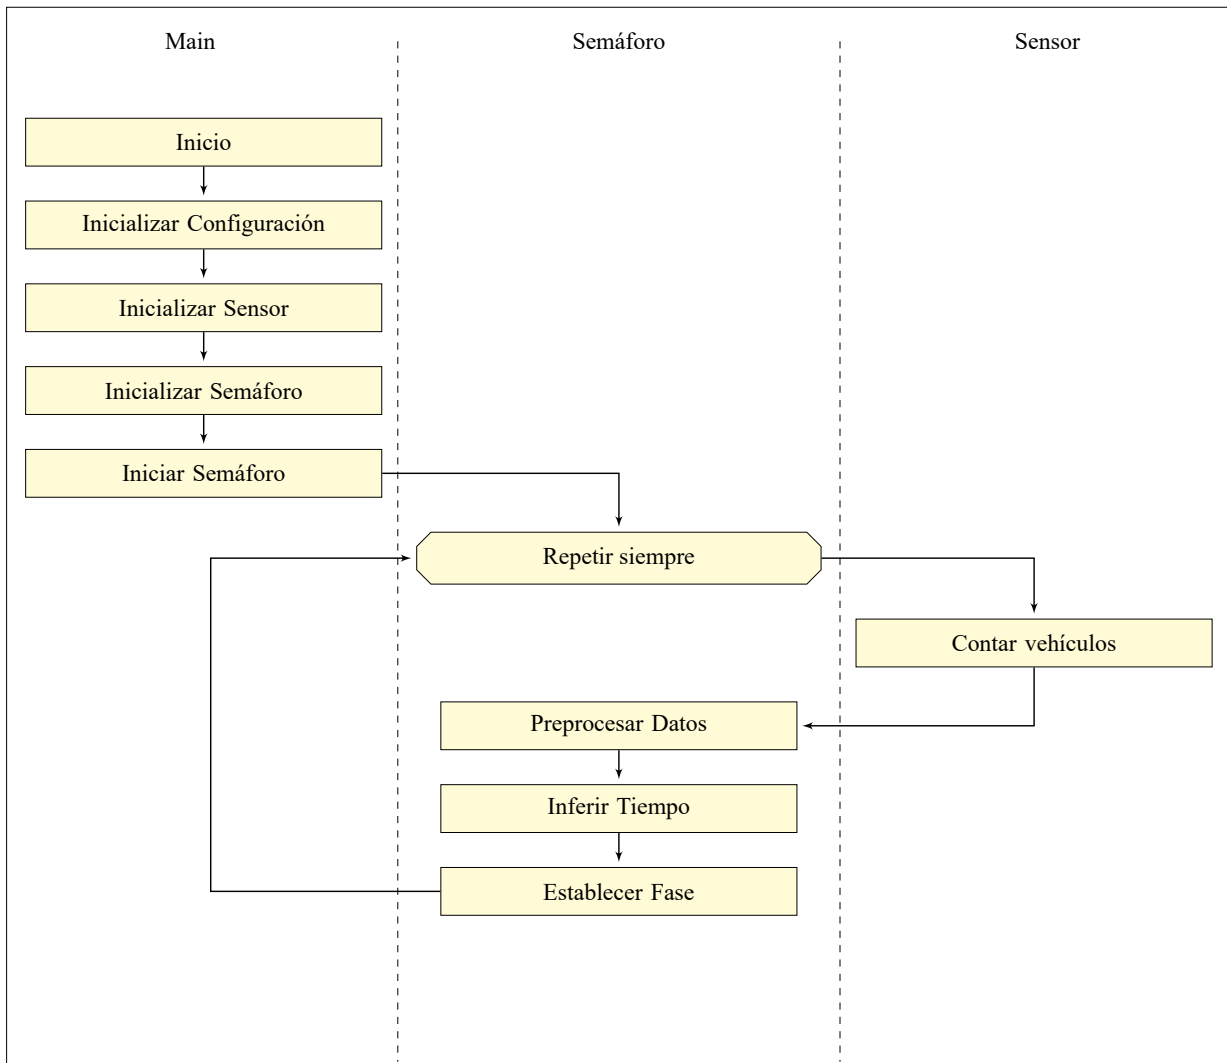 Main
Semáforo
Sensor
Inicio
Inicializar Configuración
Inicializar Sensor
Inicializar Semáforo
Iniciar Semáforo
Repetir siempre
Contar vehículos
Preprocesar Datos
Inferir Tiempo
Establecer Fase